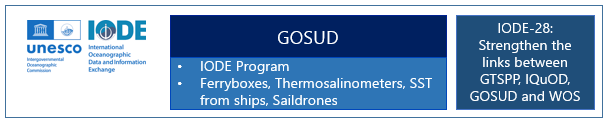 unesco
Intergovernmental
Oceanographic
Commission
IODE
International
Oceanographic
Data and Information
Exchange
GOSUD
• IODE Program
• Ferryboxes, Thermosalinometers, SST
from ships, Saildrones
IODE-28:
Strengthen the
links between
GTSPP, IQuOD,
GOSUD and WOS